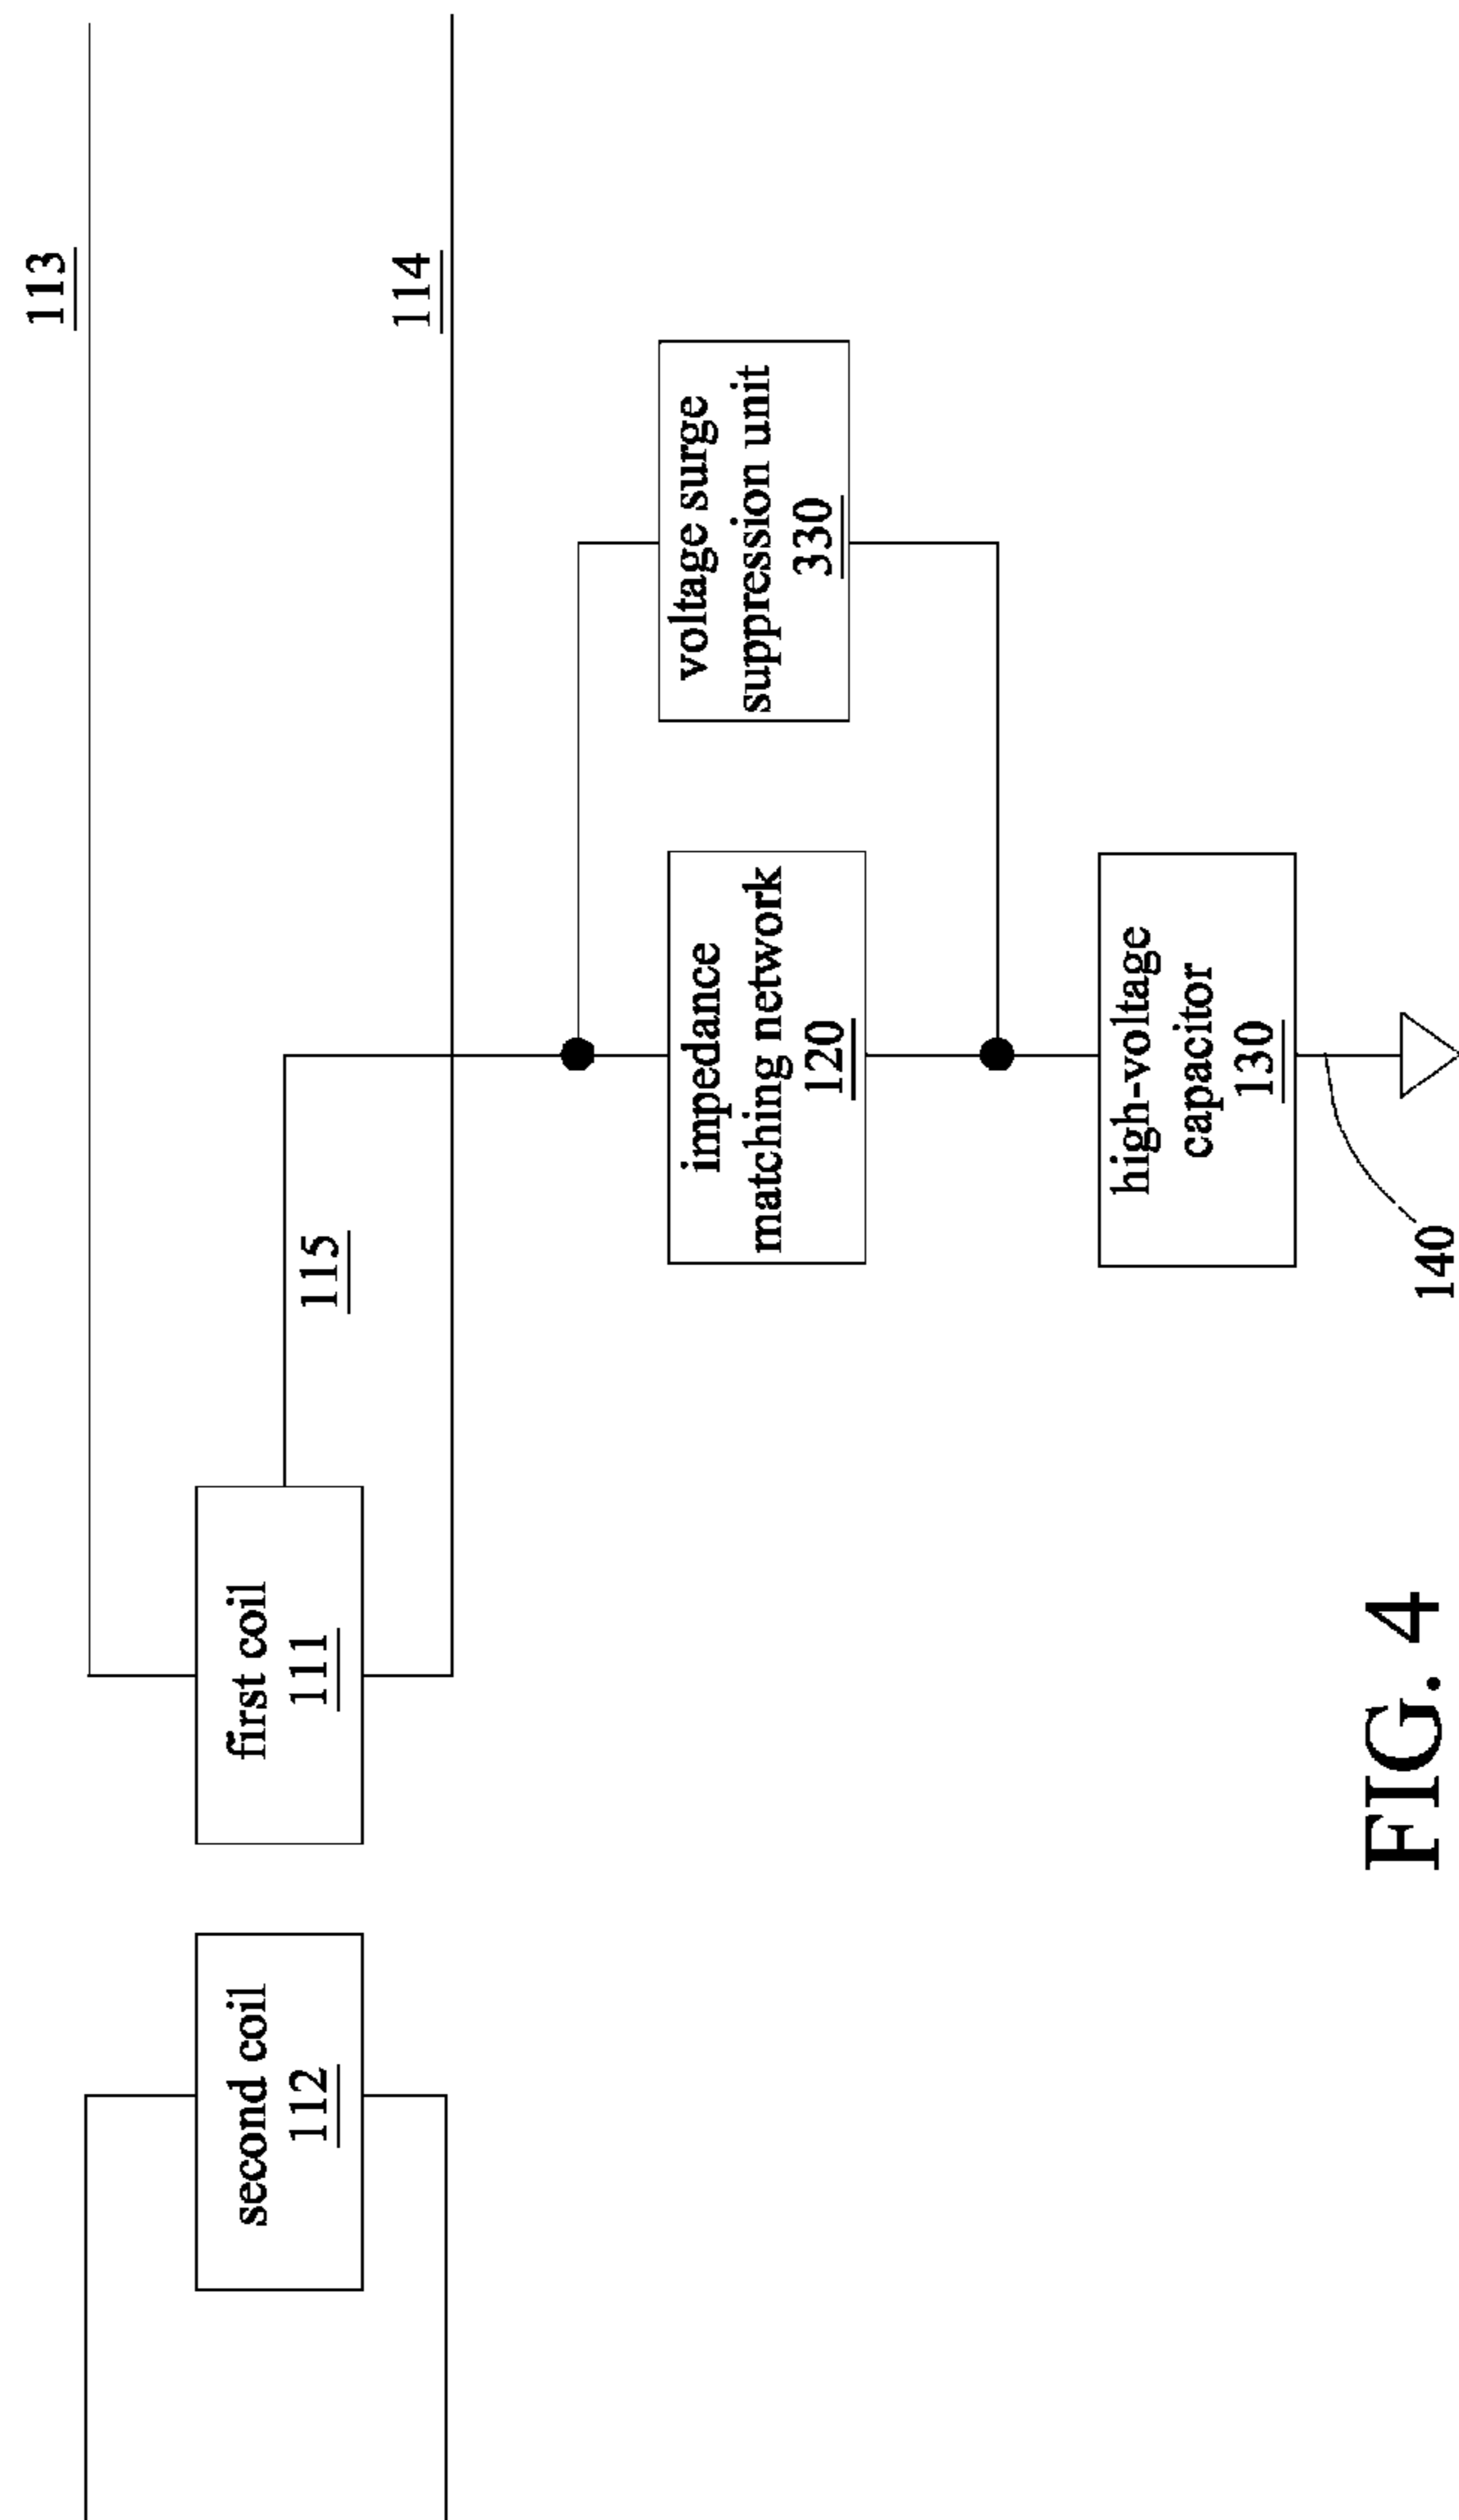 113
114
115
second coil
112
first coil
111
impedance
matching network
120
voltage surge
suppression unit
330
high-voltage
capacitor
130
140
FIG. 4